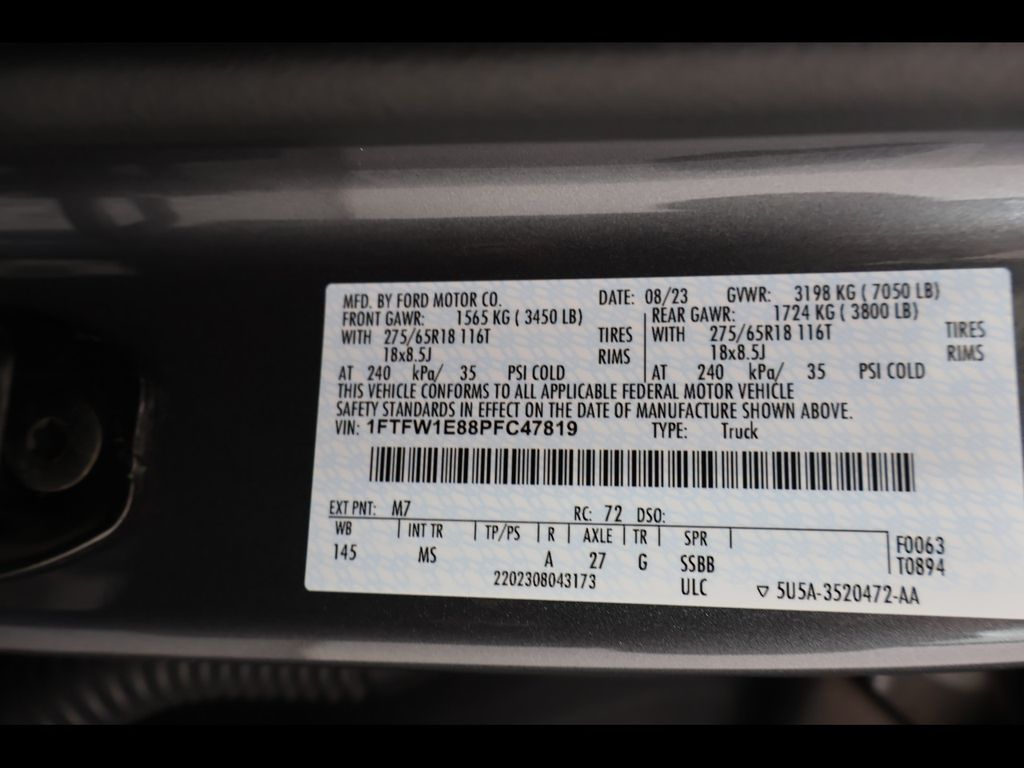 MFD. BY FORD MOTOR CO. DATE: 08/23 GVWR: 3198 KG ( 7050 LB)
FRONT GAWR: 1565 KG ( 3450 LB) REAR GAWR: 1724 KG ( 3800 LB)
WITH 275/65R18 116T TIRES WITH 275/65R18 116T TIRES
18x8.5J RIMS 18x8.5J RIMS
AT 240 kPa/ 35 PSI COLD AT 240 kPa/ 35 PSI COLD
THIS VEHICLE CONFORMS TO ALL APPLICABLE FEDERAL MOTOR VEHICLE
SAFETY STANDARDS IN EFFECT ON THE DATE OF MANUFACTURE SHOWN ABOVE.
VIN: 1FTFW1E88PFC47819 TYPE: Truck
EXT PNT: M7 RC: 72 DSO:
WB INT TR TP/PS R AXLE TR SPR F0063
145 MS A 27 G SSBB T0894
2202308043173 ULC ▽ 5U5A-3520472-AA